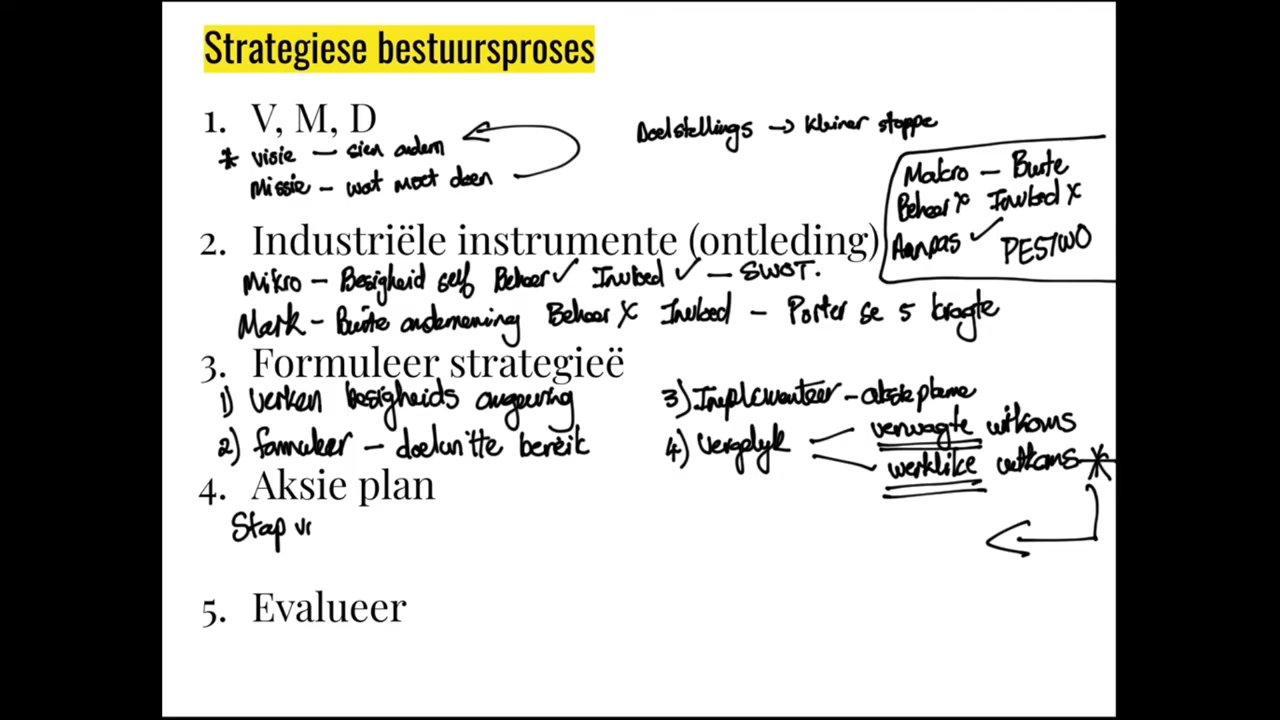 Strategiese bestuursproses
1. V, M, D
Doelstellings → kleiner stappe
* Visie — sien andern
Missie – wat moet doen
Makro — Buite
Beheer X Invloed X
Aanpas ✓ PESTWO
2. Industriële instrumente (ontleding)
Mikro – Besigheid self Beheer ✓ Invloed ✓ — SWOT.
Mark – Buite onderneming Beheer X Invloed – Porter se 5 kragte
3. Formuleer strategieë
1) Verken besigheids omgewing
2) formuleer — doelwitte bereik
3) Implementeer – aksieplanne
4) Vergelyk
verwagte uitkoms
werklike uitkoms *
4. Aksie plan
Stap vi
5. Evalueer